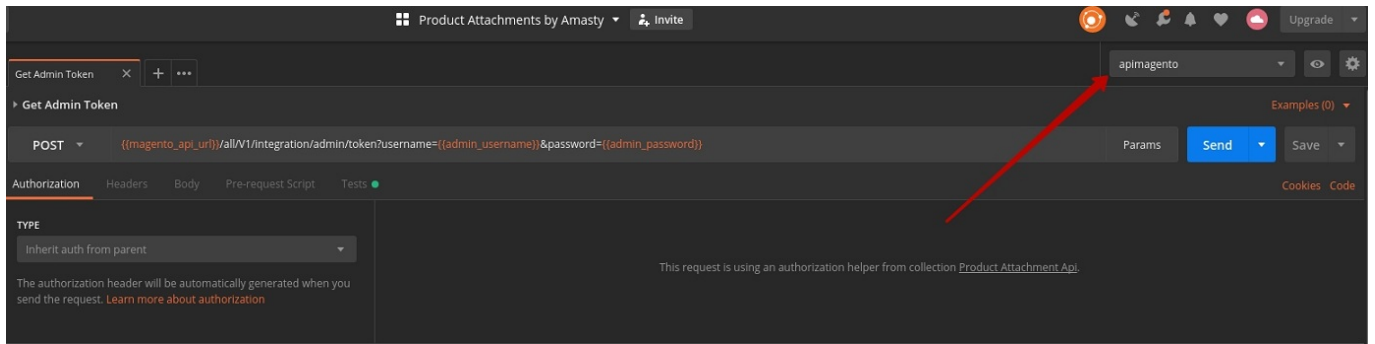 Product Attachments by Amasty Invite Upgrade
Get Admin Token apimagento
Get Admin Token Examples (0)
POST {{magento_api_url}}/all/V1/integration/admin/token?username={{admin_username}}&password={{admin_password}} Params Send Save
Authorization Headers Body Pre-request Script Tests Cookies Code
TYPE
Inherit auth from parent
This request is using an authorization helper from collection Product Attachment Api.
The authorization header will be automatically generated when you
send the request. Learn more about authorization